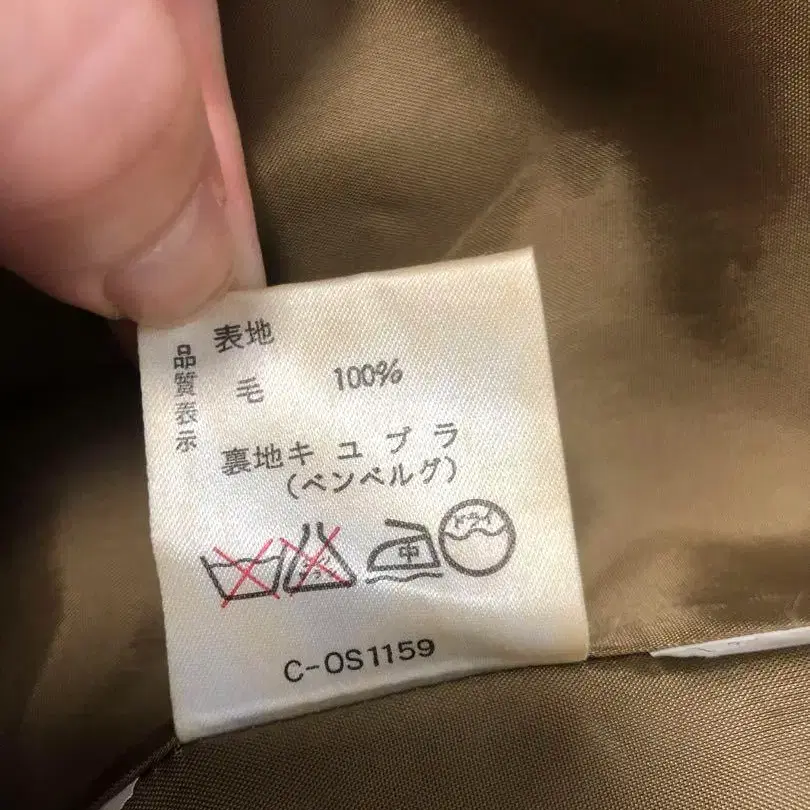 品質表示
表地
毛 100%
裏地キュプラ
(ベンベルグ)
中
ドライ
C-OS1159